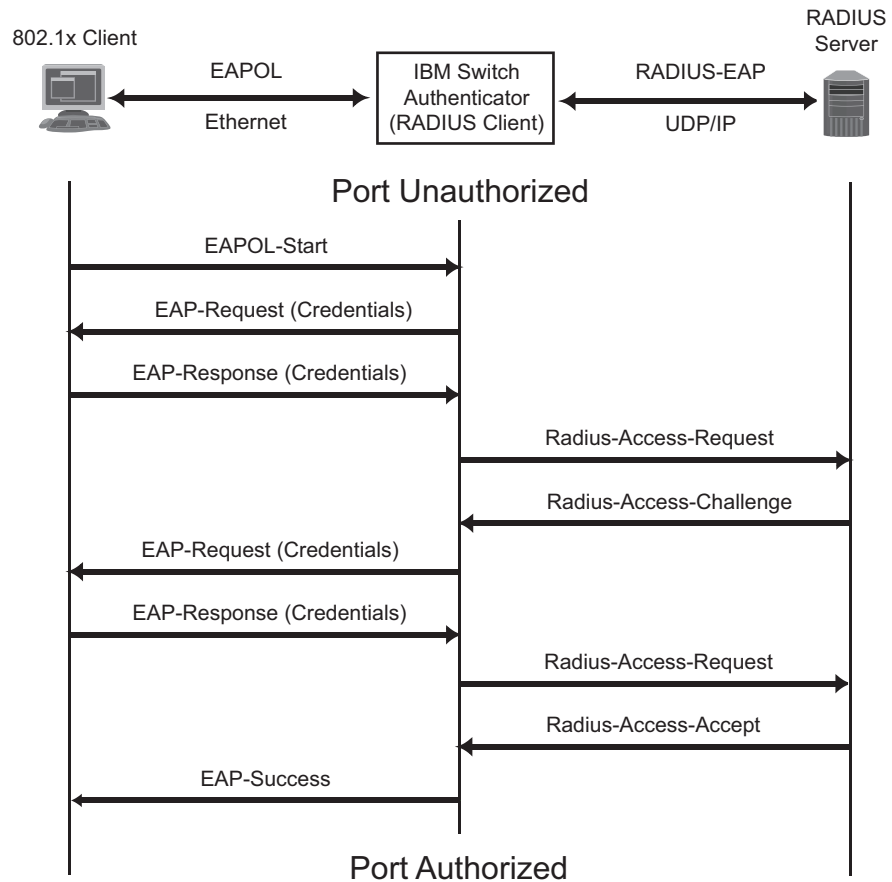 802.1x Client
EAPOL
Ethernet
IBM Switch
Authenticator
(RADIUS Client)
RADIUS-EAP
UDP/IP
RADIUS
Server
Port Unauthorized
EAPOL-Start
EAP-Request (Credentials)
EAP-Response (Credentials)
Radius-Access-Request
Radius-Access-Challenge
EAP-Request (Credentials)
EAP-Response (Credentials)
Radius-Access-Request
Radius-Access-Accept
EAP-Success
Port Authorized